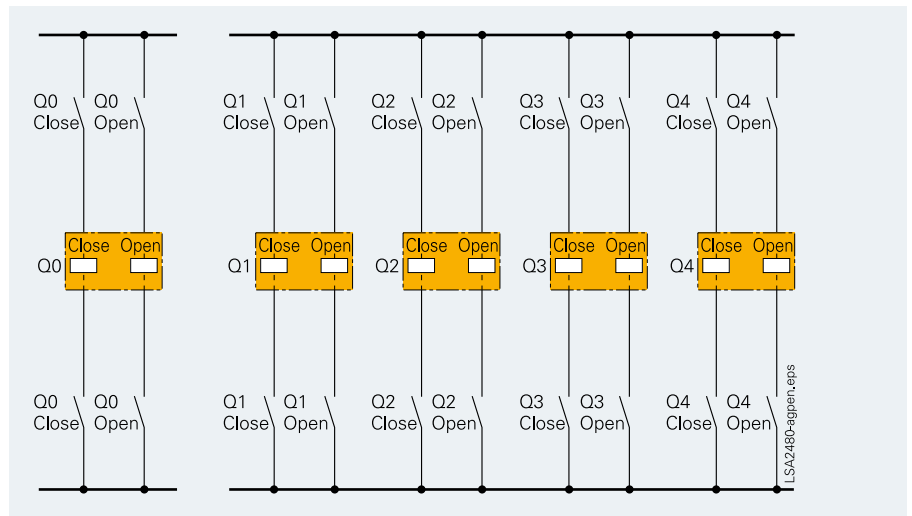 Q0 Q0 Q1 Q1 Q2 Q2 Q3 Q3 Q4 Q4
Close Open Close Open Close Open Close Open Close Open
Close Open Close Open Close Open Close Open Close Open
Q0 Q1 Q2 Q3 Q4
Q0 Q0 Q1 Q1 Q2 Q2 Q3 Q3 Q4 Q4
Close Open Close Open Close Open Close Open Close Open
LSA2480-agpen.eps